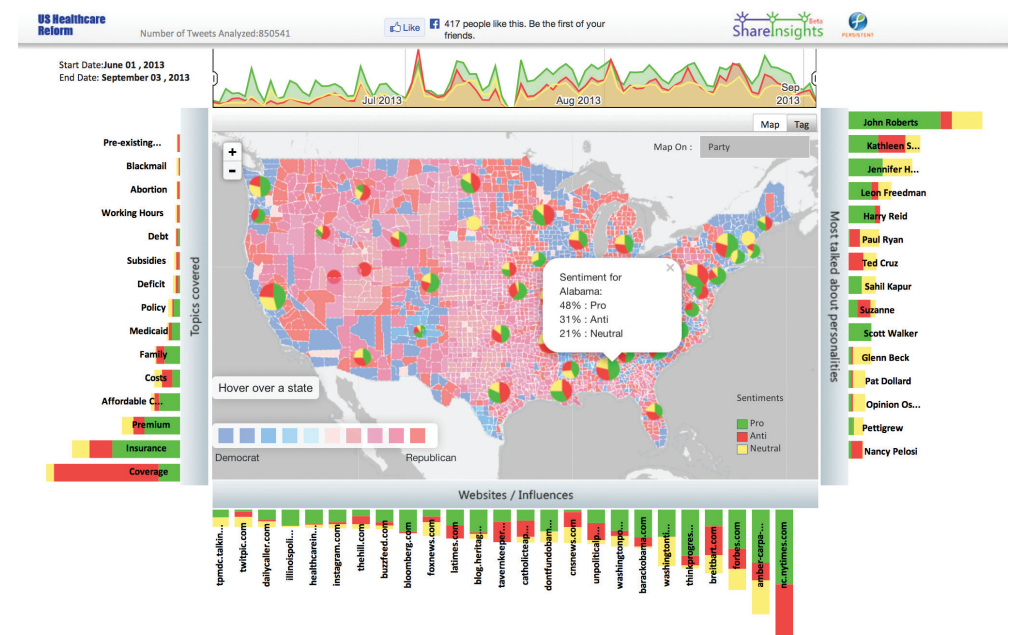 US Healthcare
Reform
Number of Tweets Analyzed:850541
Like
417 people like this. Be the first of your
friends.
ShareInsights
Beta
PERSISTENT
Start Date:June 01 , 2013
End Date: September 03 , 2013
Jul 2013
Aug 2013
Sep
2013
Map
Tag
Map On :
Party
+
-
Pre-existing...
Blackmail
Abortion
Working Hours
Debt
Subsidies
Deficit
Policy
Medicaid
Family
Costs
Affordable C...
Premium
Insurance
Coverage
Topics covered
Sentiment for
Alabama:
48% : Pro
31% : Anti
21% : Neutral
Hover over a state
Democrat
Republican
Sentiments
Pro
Anti
Neutral
Most talked about personalities
John Roberts
Kathleen S...
Jennifer H...
Leon Freedman
Harry Reid
Paul Ryan
Ted Cruz
Sahil Kapur
Suzanne
Scott Walker
Glenn Beck
Pat Dollard
Opinion Os...
Pettigrew
Nancy Pelosi
Websites / Influences
tpmdc.talkin...
twitpic.com
dailycaller.com
illinoispoli...
healthcarein...
instagram.com
thehill.com
buzzfeed.com
bloomberg.com
foxnews.com
latimes.com
blog.heritag...
tavernkeeper...
catholicteap...
dontfundobam...
cnsnews.com
unpoliticalp...
washingtonpo...
barackobama.com
washingtonti...
thinkprogres...
breitbart.com
forbes.com
amber-carpa-...
nc.nytimes.com